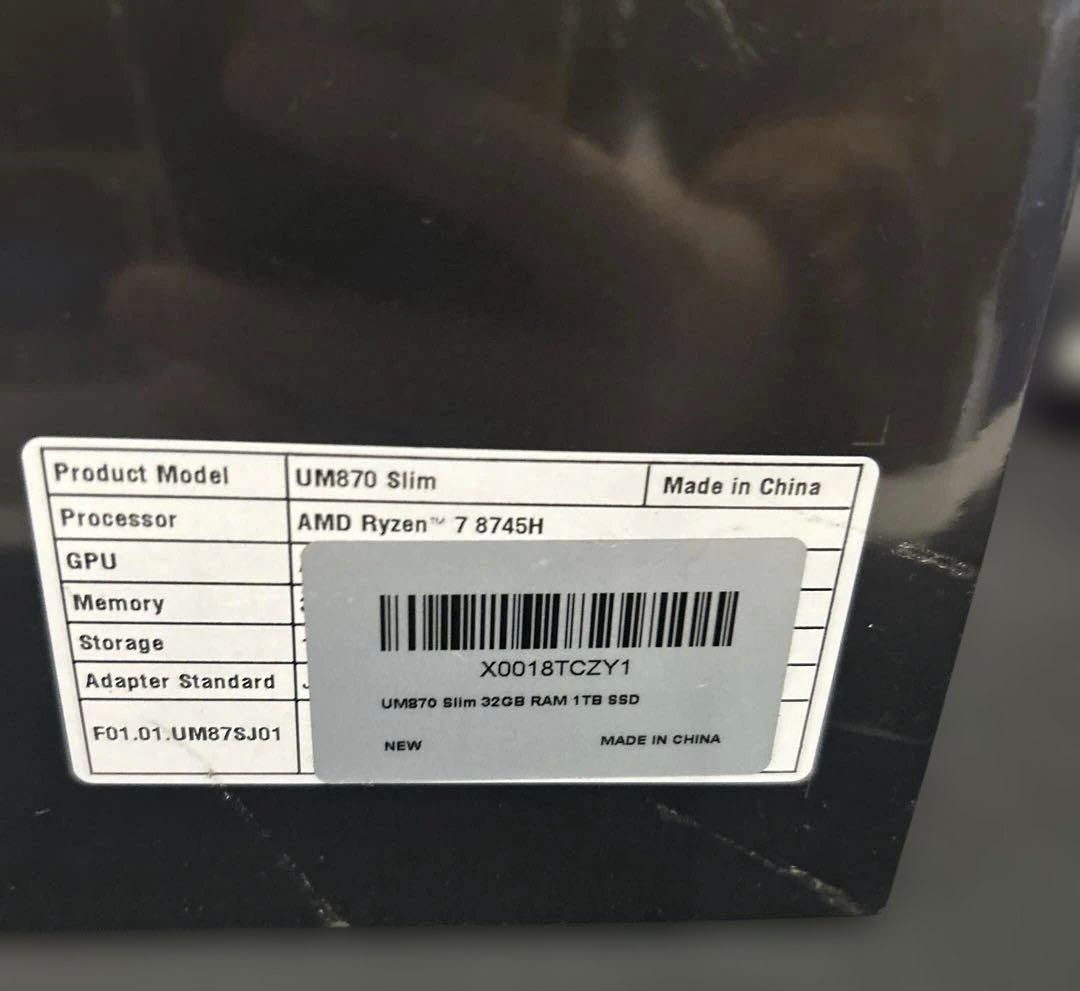 Product Model UM870 Slim Made in China
Processor AMD Ryzen™ 7 8745H
GPU
Memory
Storage
Adapter Standard
F01.01.UM87SJ01
X0018TCZY1
UM870 Slim 32GB RAM 1TB SSD
NEW MADE IN CHINA